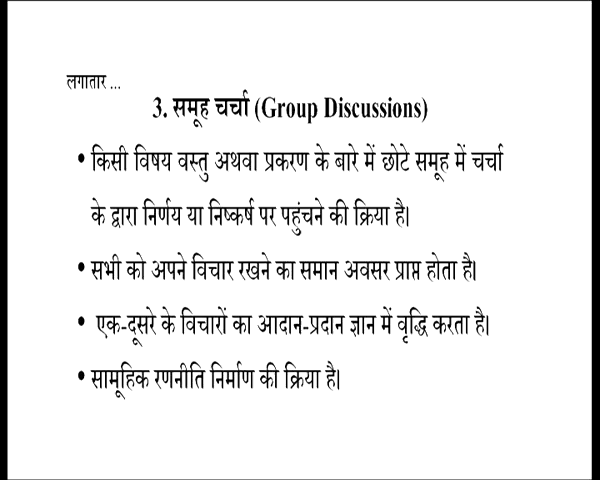 लगातार ...
3. समूह चर्चा (Group Discussions)
• किसी विषय वस्तु अथवा प्रकरण के बारे में छोटे समूह में चर्चा
के द्वारा निर्णय या निष्कर्ष पर पहुंचने की क्रिया है।
• सभी को अपने विचार रखने का समान अवसर प्राप्त होता है।
• एक-दूसरे के विचारों का आदान-प्रदान ज्ञान में वृद्धि करता है।
• सामूहिक रणनीति निर्माण की क्रिया है।